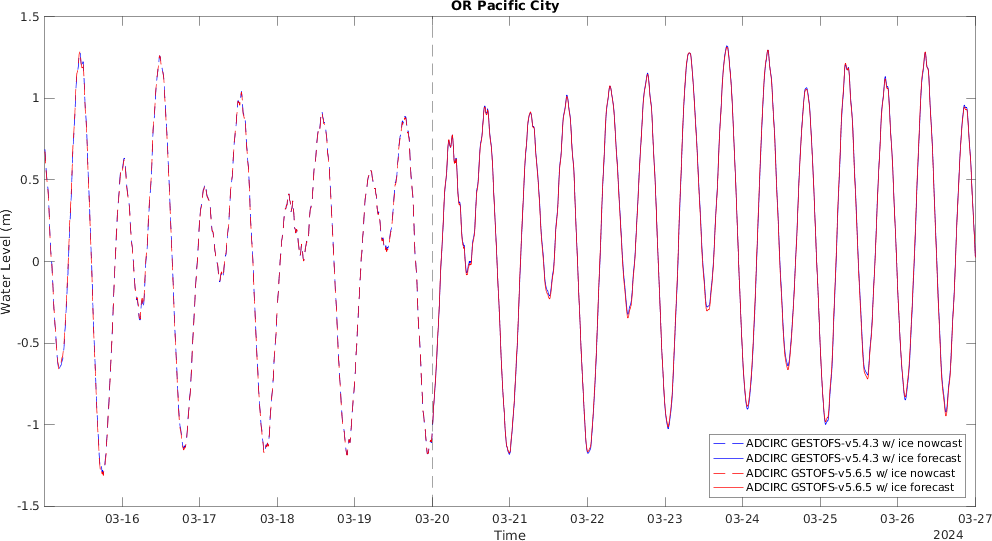 OR Pacific City
1.5
1
0.5
0
-0.5
-1
-1.5
Water Level (m)
03-16 03-17 03-18 03-19 03-20 03-21 03-22 03-23 03-24 03-25 03-26 03-27
Time
2024
ADCIRC GESTOFS-v5.4.3 w/ ice nowcast
ADCIRC GESTOFS-v5.4.3 w/ ice forecast
ADCIRC GSTOFS-v5.6.5 w/ ice nowcast
ADCIRC GSTOFS-v5.6.5 w/ ice forecast